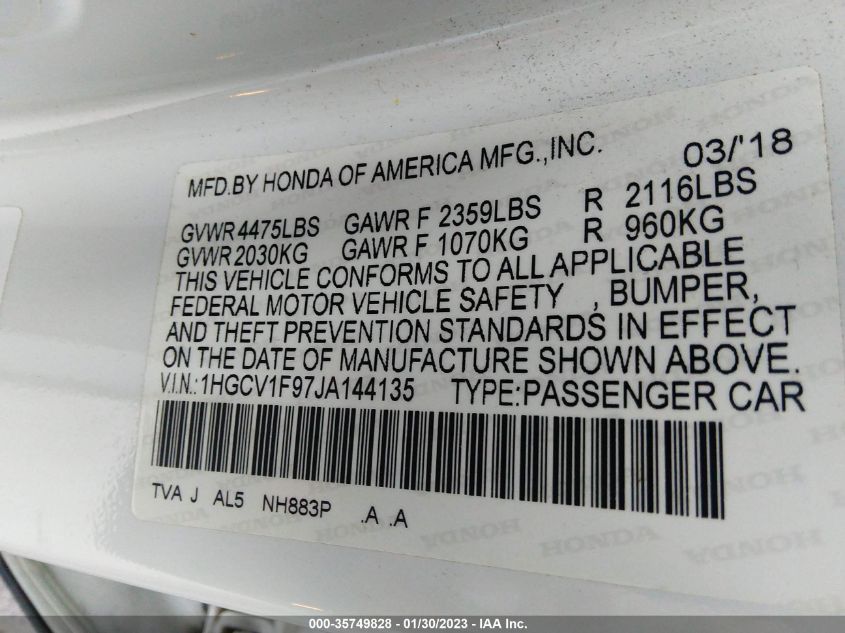 MFD.BY HONDA OF AMERICA MFG.,INC. 03/'18
GVWR 4475LBS GAWR F 2359LBS R 2116LBS
GVWR 2030KG GAWR F 1070KG R 960KG
THIS VEHICLE CONFORMS TO ALL APPLICABLE
FEDERAL MOTOR VEHICLE SAFETY , BUMPER,
AND THEFT PREVENTION STANDARDS IN EFFECT
ON THE DATE OF MANUFACTURE SHOWN ABOVE.
V.I.N.:1HGCV1F97JA144135 TYPE:PASSENGER CAR
TVA J AL5 NH883P .A .A
HONDA HONDA HONDA
000-35749828 - 01/30/2023 - IAA Inc.